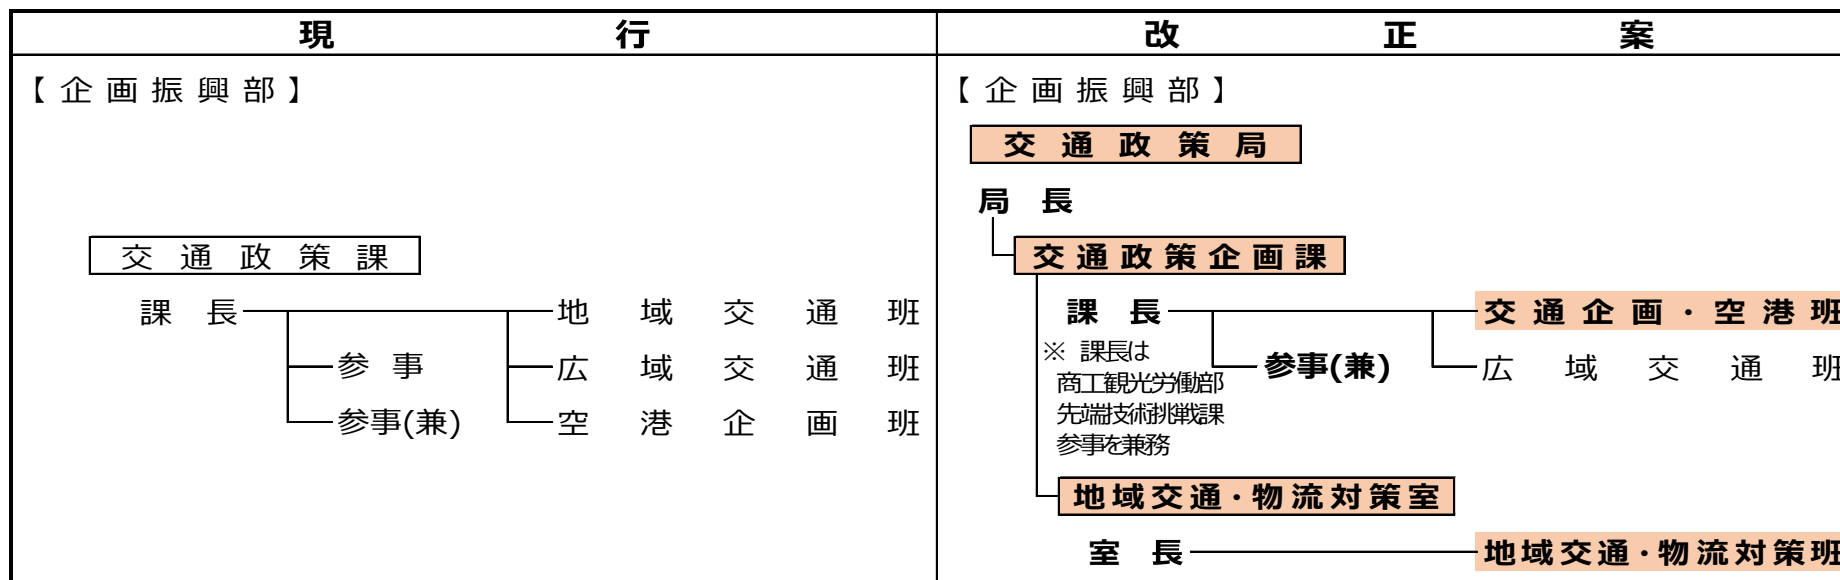 現行
【企画振興部】
交通政策課
課長 地域交通班
参事 広域交通班
参事(兼) 空港企画班
改正案
【企画振興部】
交通政策局
局長
交通政策企画課
課長 交通企画・空港班
※ 課長は
商工観光労働部
先端技術挑戦課
参事を兼務
参事(兼) 広域交通班
地域交通・物流対策室
室長 地域交通・物流対策班